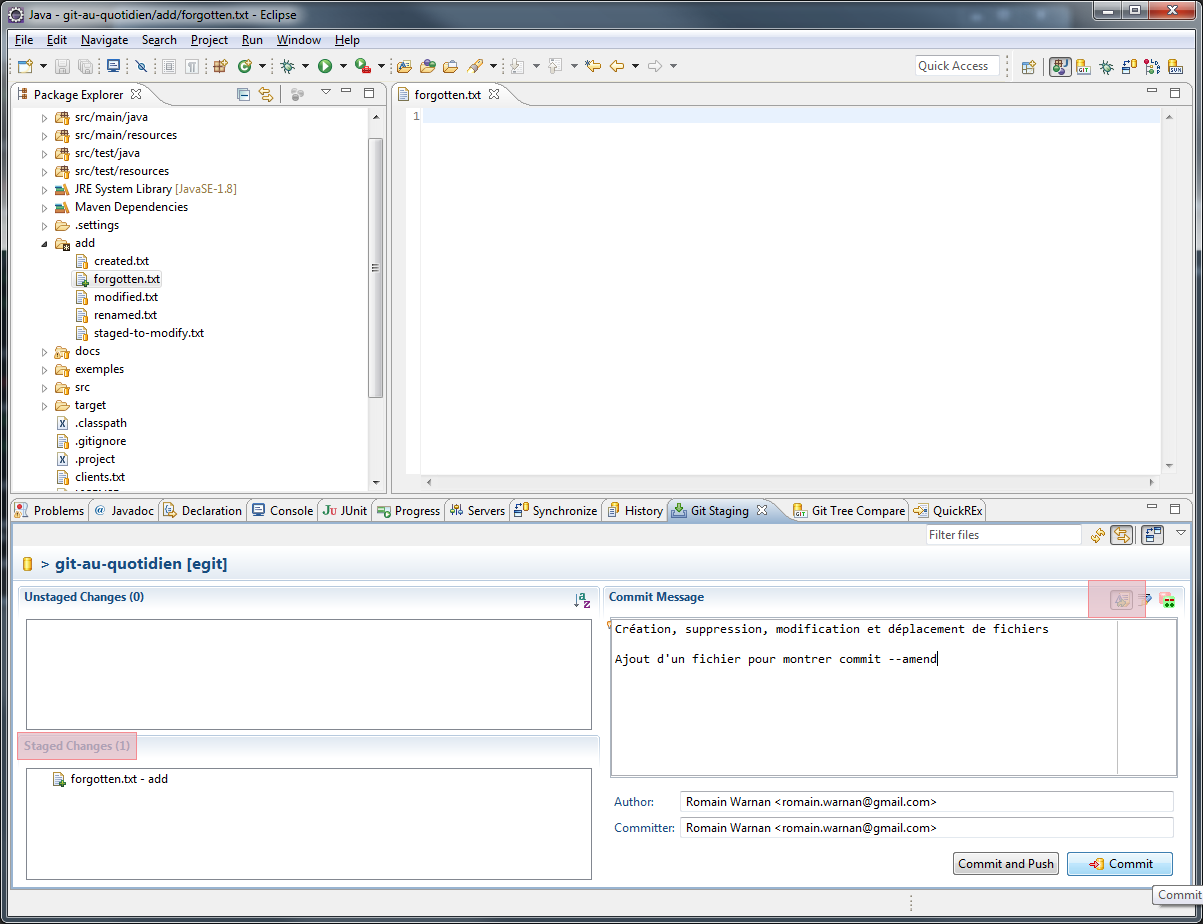 Java - git-au-quotidien/add/forgotten.txt - Eclipse
File Edit Navigate Search Project Run Window Help
Quick Access
Package Explorer
src/main/java
src/main/resources
src/test/java
src/test/resources
JRE System Library [JavaSE-1.8]
Maven Dependencies
.settings
add
created.txt
forgotten.txt
modified.txt
renamed.txt
staged-to-modify.txt
docs
exemples
src
target
.classpath
.gitignore
.project
clients.txt
forgotten.txt
1
Problems @ Javadoc Declaration Console JU JUnit Progress Servers Synchronize History Git Staging Git Tree Compare QuickREx
Filter files
> git-au-quotidien [egit]
Unstaged Changes (0)
Staged Changes (1)
forgotten.txt - add
Commit Message
Création, suppression, modification et déplacement de fichiers
Ajout d'un fichier pour montrer commit --amend
Author: Romain Warnan <romain.warnan@gmail.com>
Committer: Romain Warnan <romain.warnan@gmail.com>
Commit and Push Commit
Commit